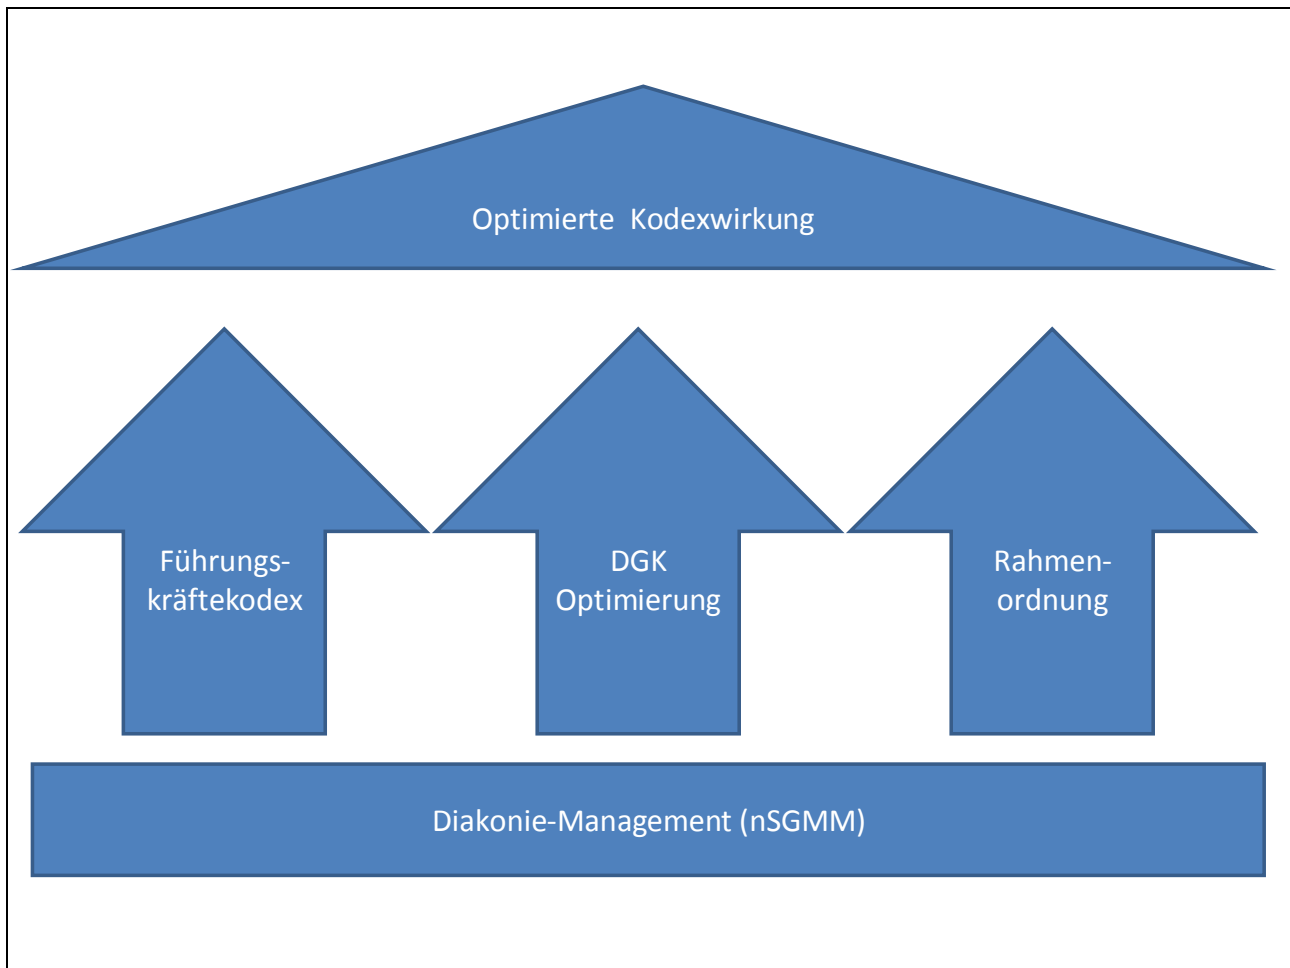 Optimierte  Kodexwirkung
Führungs-
kräftekodex
DGK
Optimierung
Rahmen-
ordnung
Diakonie-Management (nSGMM)